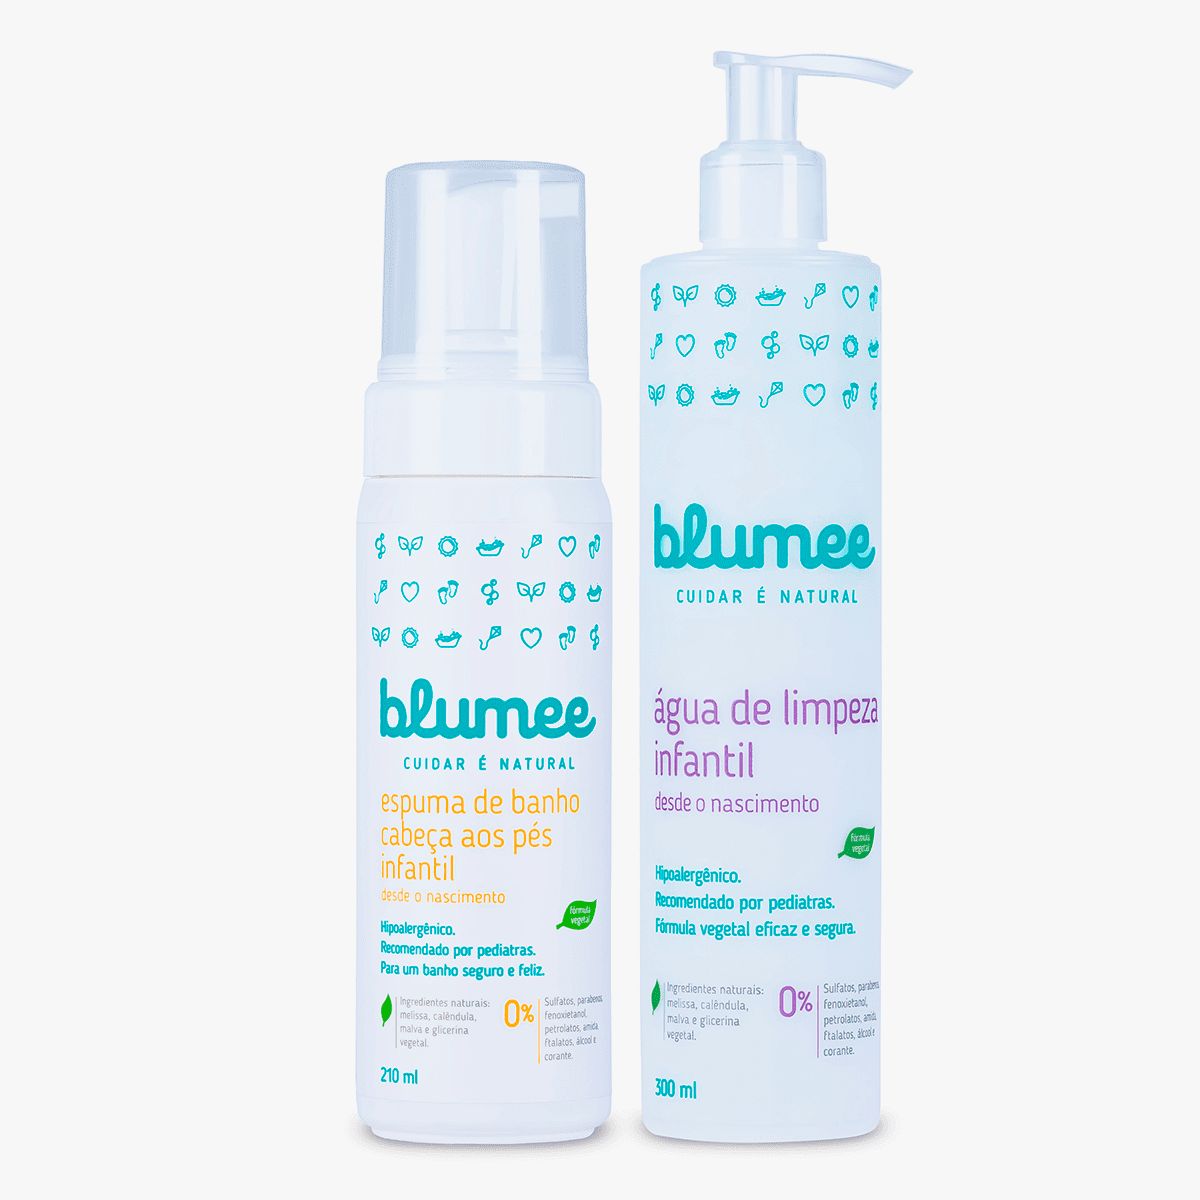 blumee
CUIDAR É NATURAL
espuma de banho
cabeça aos pés
infantil
desde o nascimento
Fórmula
vegetal
Hipoalergênico.
Recomendado por pediatras.
Para um banho seguro e feliz.
Ingredientes naturais:
melissa, calêndula,
malva e glicerina
vegetal.
0%
Sulfatos, parabenos,
fenoxietanol,
petrolatos, amida,
ftalatos, álcool e
corante.
210 ml
blumee
CUIDAR É NATURAL
água de limpeza
infantil
desde o nascimento
Fórmula
vegetal
Hipoalergênico.
Recomendado por pediatras.
Fórmula vegetal eficaz e segura.
Ingredientes naturais:
melissa, calêndula,
malva e glicerina
vegetal.
0%
Sulfatos, parabenos,
fenoxietanol,
petrolatos, amida,
ftalatos, álcool e
corante.
300 ml